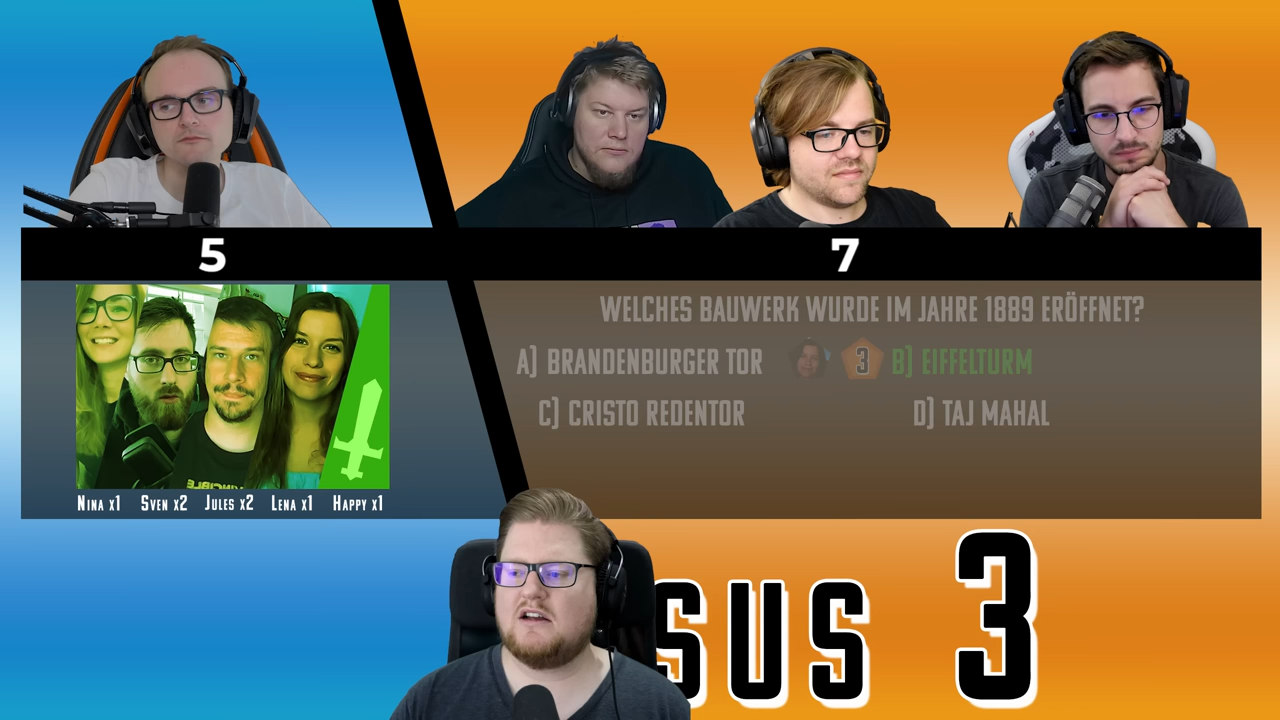 5
7
WELCHES BAUWERK WURDE IM JAHRE 1889 ERÖFFNET?
A) BRANDENBURGER TOR
3 B) EIFFELTURM
C) CRISTO REDENTOR
D) TAJ MAHAL
NINA X1 SVEN X2 JULES X2 LENA X1 HAPPY X1
SUS 3